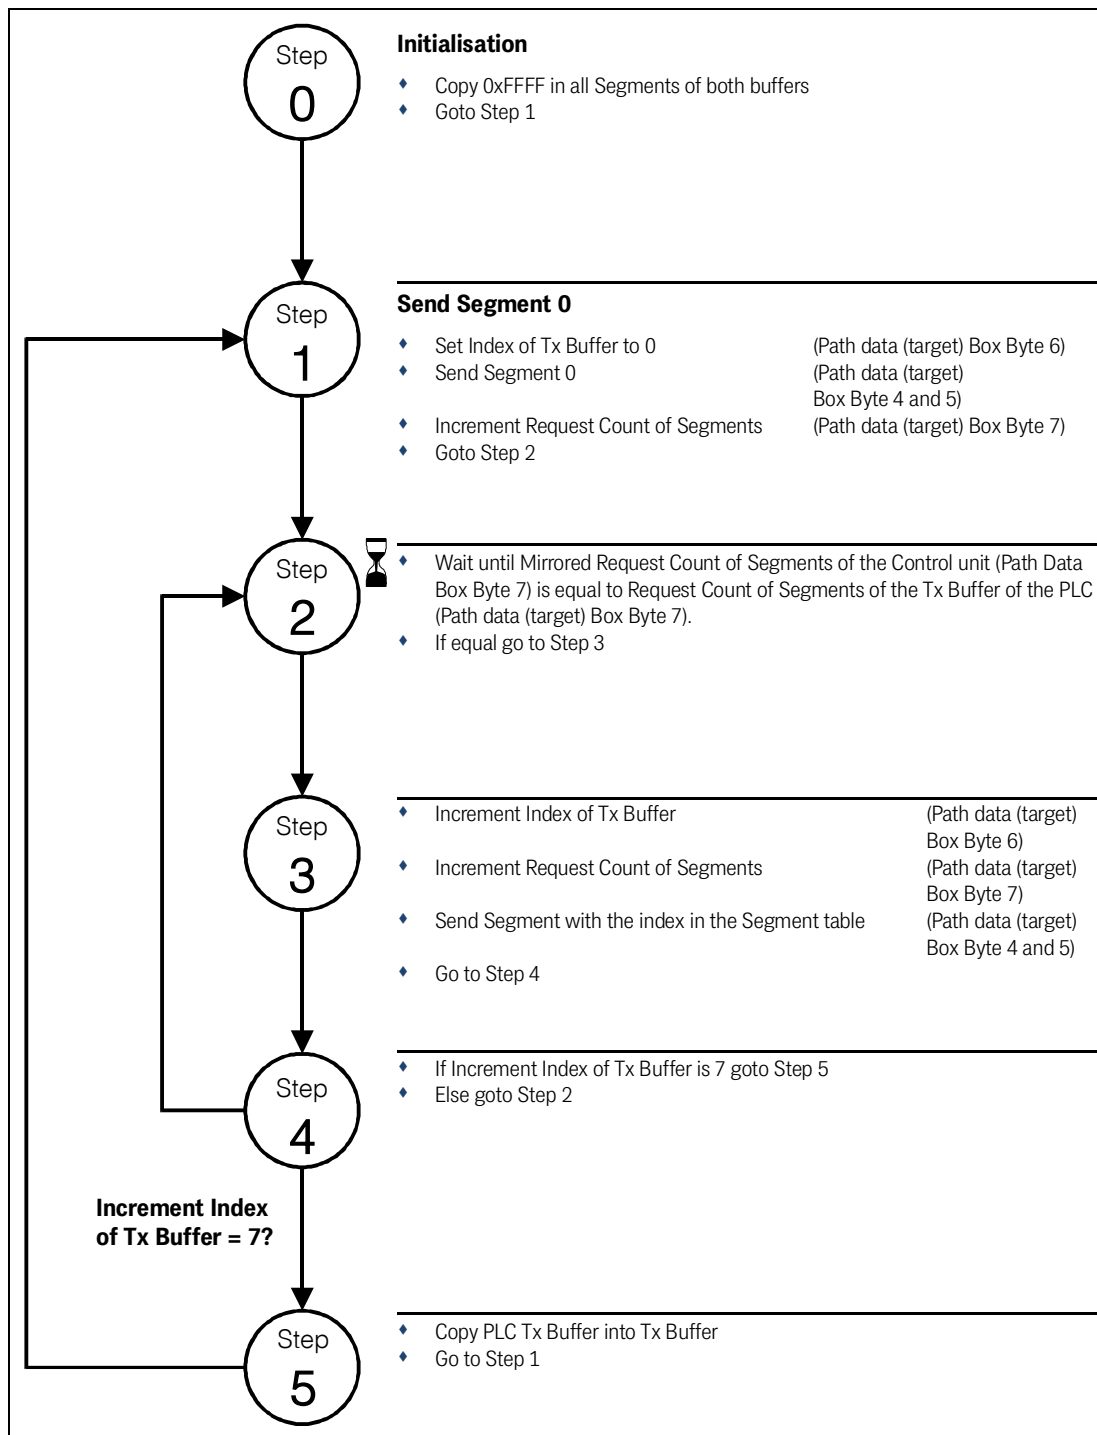 Step
0
Initialisation
Copy 0xFFFF in all Segments of both buffers
Goto Step 1
Step
1
Send Segment 0
Set Index of Tx Buffer to 0 (Path data (target) Box Byte 6)
Send Segment 0 (Path data (target)
Box Byte 4 and 5)
Increment Request Count of Segments (Path data (target) Box Byte 7)
Goto Step 2
Step
2
Wait until Mirrored Request Count of Segments of the Control unit (Path Data
Box Byte 7) is equal to Request Count of Segments of the Tx Buffer of the PLC
(Path data (target) Box Byte 7).
If equal go to Step 3
Step
3
Increment Index of Tx Buffer (Path data (target)
Box Byte 6)
Increment Request Count of Segments (Path data (target)
Box Byte 7)
Send Segment with the index in the Segment table (Path data (target)
Box Byte 4 and 5)
Go to Step 4
Step
4
If Increment Index of Tx Buffer is 7 goto Step 5
Else goto Step 2
Increment Index
of Tx Buffer = 7?
Step
5
Copy PLC Tx Buffer into Tx Buffer
Go to Step 1